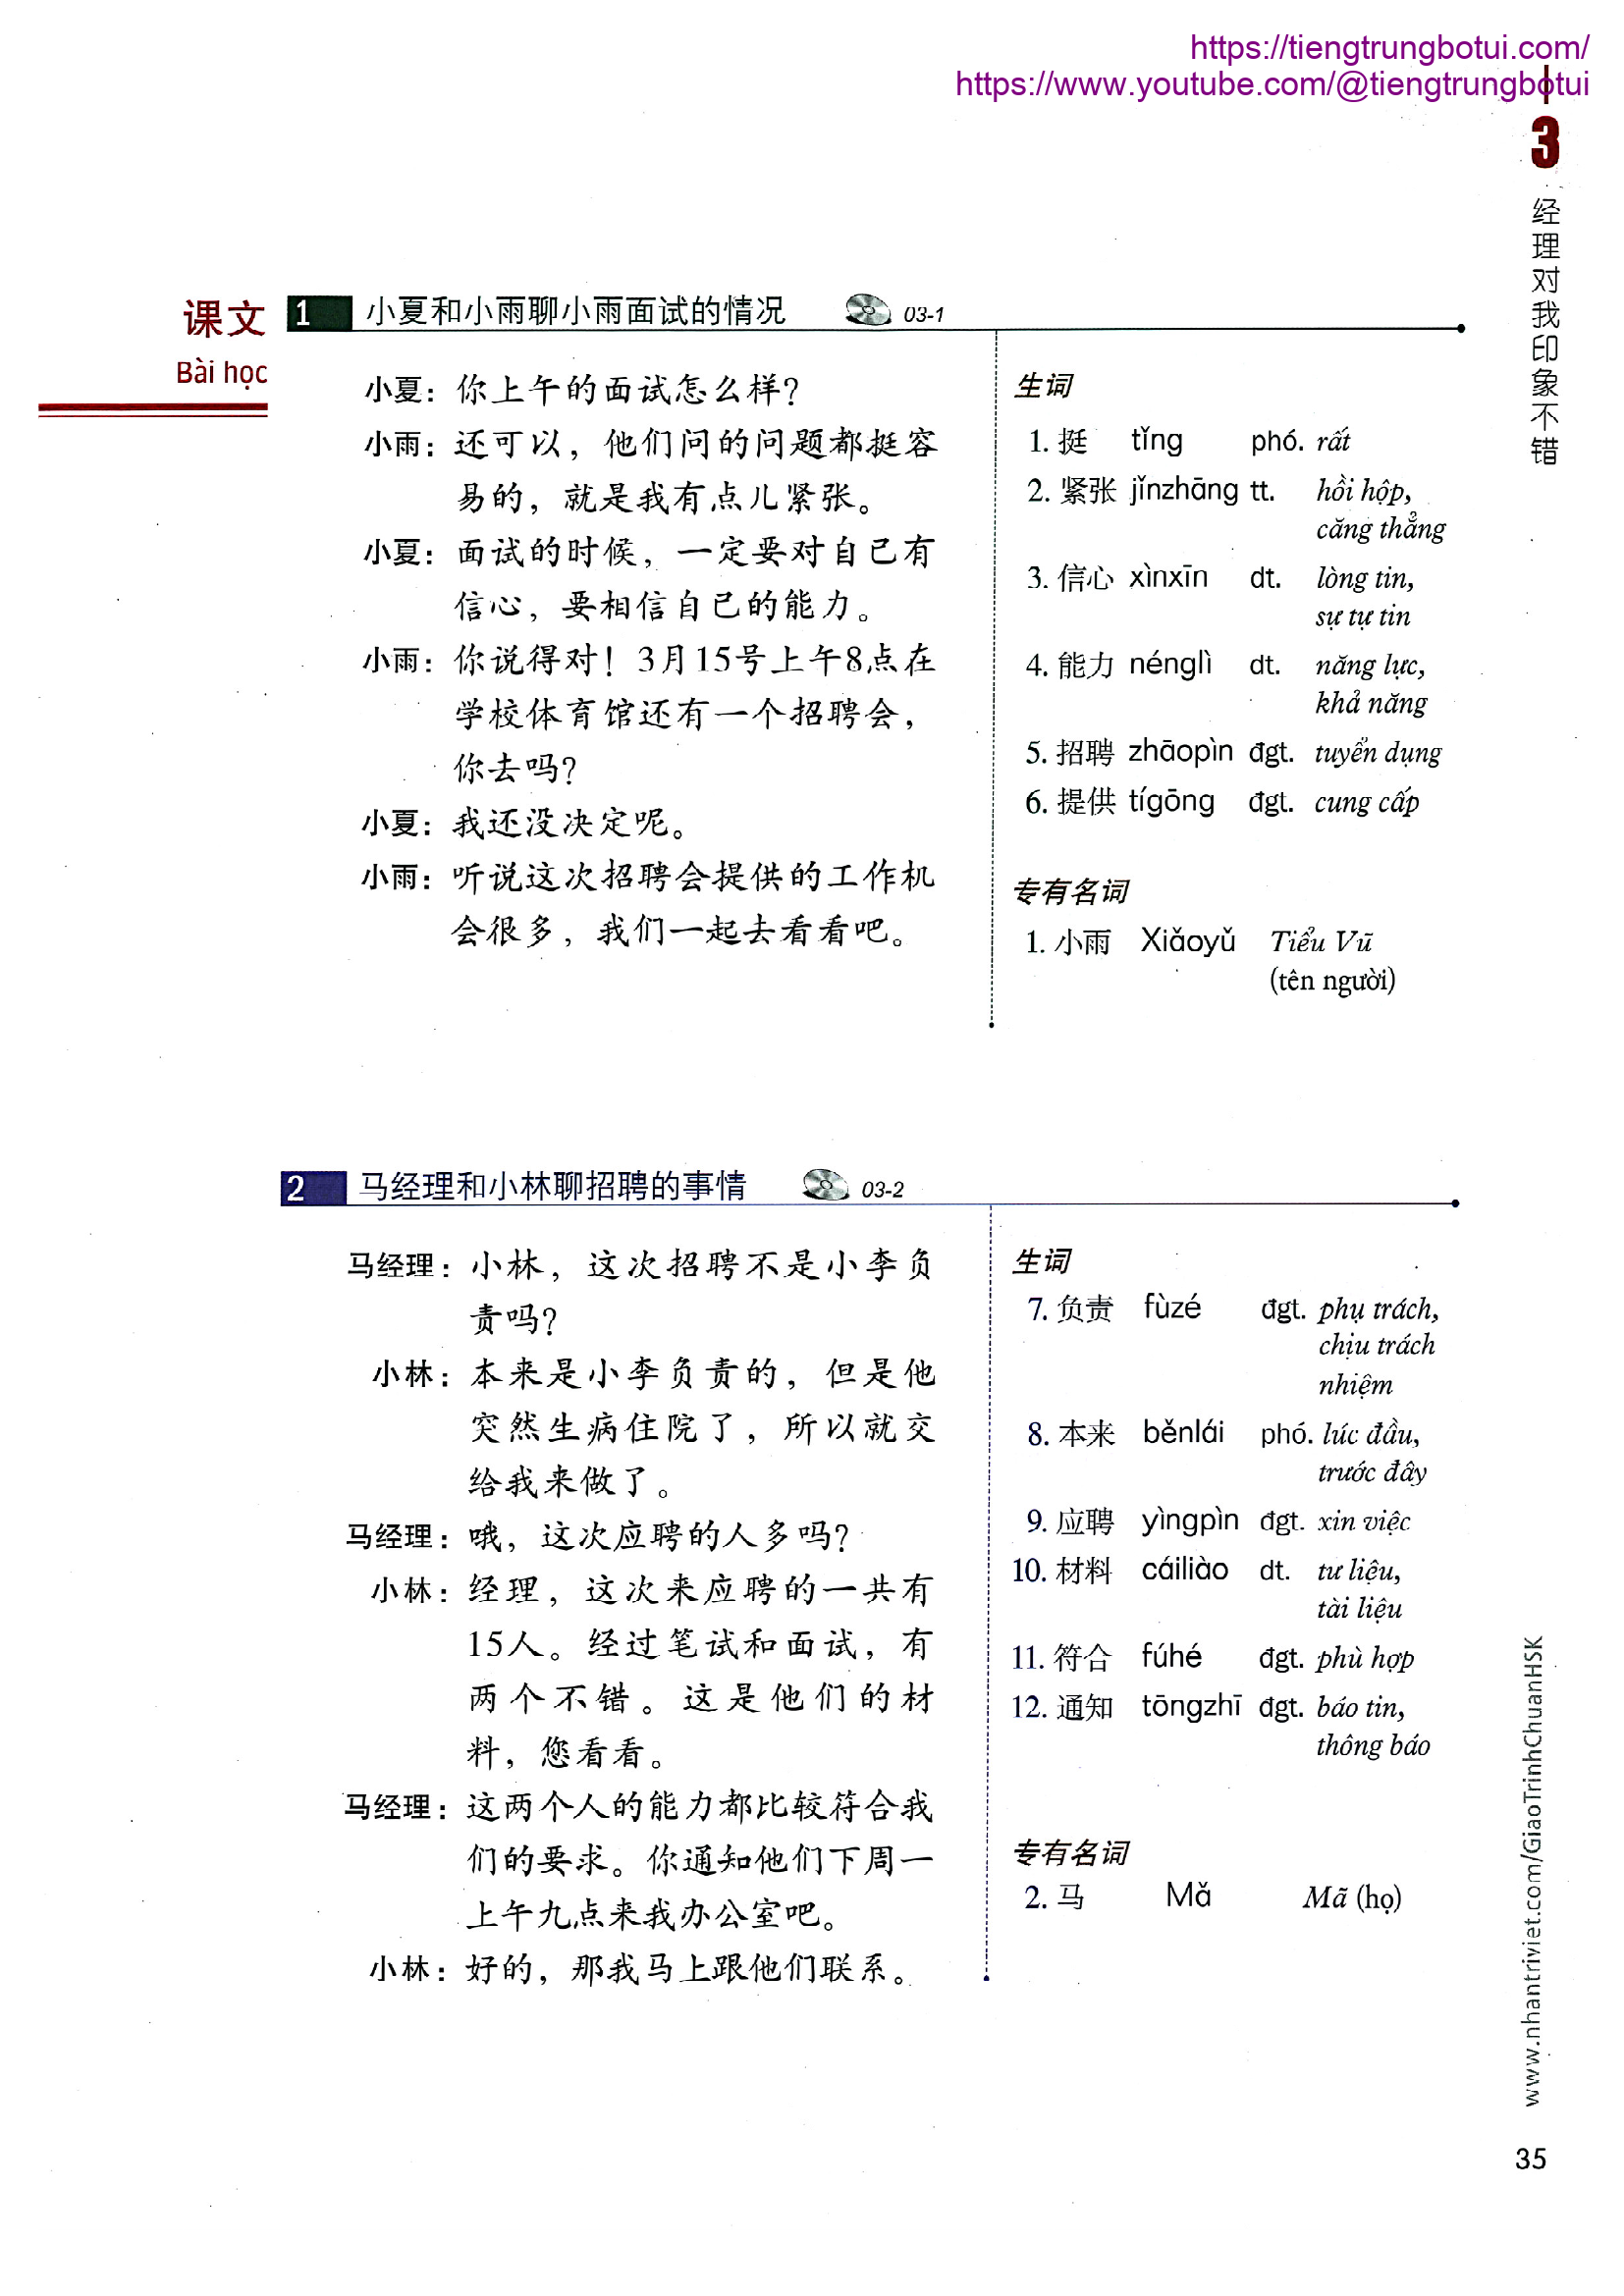 https://tiengtrungbotui.com/
https://www.youtube.com/@tiengtrungbotui
3
经理对我印象不错
课文
Bài học
1 小夏和小雨聊小雨面试的情况 03-1
小夏：你上午的面试怎么样？
小雨：还可以，他们问的问题都挺容
易的，就是我有点儿紧张。
小夏：面试的时候，一定要对自己有
信心，要相信自己的能力。
小雨：你说得对！3月15号上午8点在
学校体育馆还有一个招聘会，
你去吗？
小夏：我还没决定呢。
小雨：听说这次招聘会提供的工作机
会很多，我们一起去看看吧。
生词
1. 挺 tǐng phó. rất
2. 紧张 jǐnzhāng tt. hồi hộp,
căng thẳng
3. 信心 xìnxīn dt. lòng tin,
sự tự tin
4. 能力 nénglì dt. năng lực,
khả năng
5. 招聘 zhāopìn đgt. tuyển dụng
6. 提供 tígōng đgt. cung cấp
专有名词
1. 小雨 Xiǎoyǔ Tiểu Vũ
(tên người)
2 马经理和小林聊招聘的事情 03-2
马经理：小林，这次招聘不是小李负
责吗？
小林：本来是小李负责的，但是他
突然生病住院了，所以就交
给我来做了。
马经理：哦，这次应聘的人多吗？
小林：经理，这次来应聘的一共有
15人。经过笔试和面试，有
两个不错。这是他们的材
料，您看看。
马经理：这两个人的能力都比较符合我
们的要求。你通知他们下周一
上午九点来我办公室吧。
小林：好的，那我马上跟他们联系。
生词
7. 负责 fùzé đgt. phụ trách,
chịu trách
nhiệm
8. 本来 běnlái phó. lúc đầu,
trước đây
9. 应聘 yìngpìn đgt. xin việc
10. 材料 cáiliào dt. tư liệu,
tài liệu
11. 符合 fúhé đgt. phù hợp
12. 通知 tōngzhī đgt. báo tin,
thông báo
专有名词
2. 马 Mǎ Mã (họ)
www.nhantriviet.com/GiaoTrinhChuanHSK
35